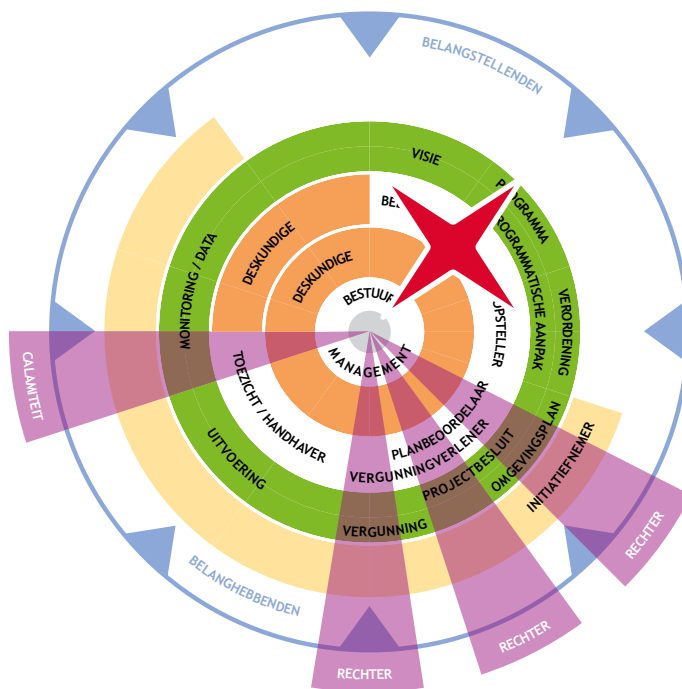 BELANGSTELLENDEN
VISIE
PROGRAMMA
PROGRAMMATISCHE AANPAK
VERORDENING
DESKUNDIGE
DESKUNDIGE
MONITORING / DATA
BESTUUR
MANAGEMENT
OPSTELLER
CALAMITEIT
TOEZICHT / HANDHAVER
PLANBEOORDELAAR
VERGUNNINGVERLENER
PROJECTBESLUIT
OMGEVINGSPLAN
INITIATIEFNEMER
UITVOERING
VERGUNNING
BELANGHEBBENDEN
RECHTER
RECHTER
RECHTER